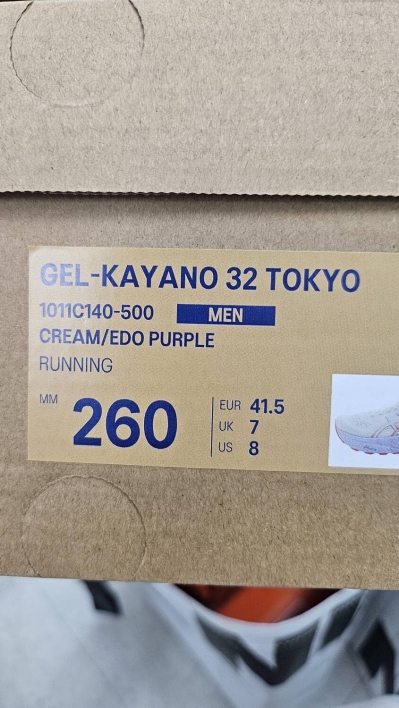 GEL-KAYANO 32 TOKYO
1011C140-500 MEN
CREAM/EDO PURPLE
RUNNING
MM 260
EUR 41.5
UK 7
US 8